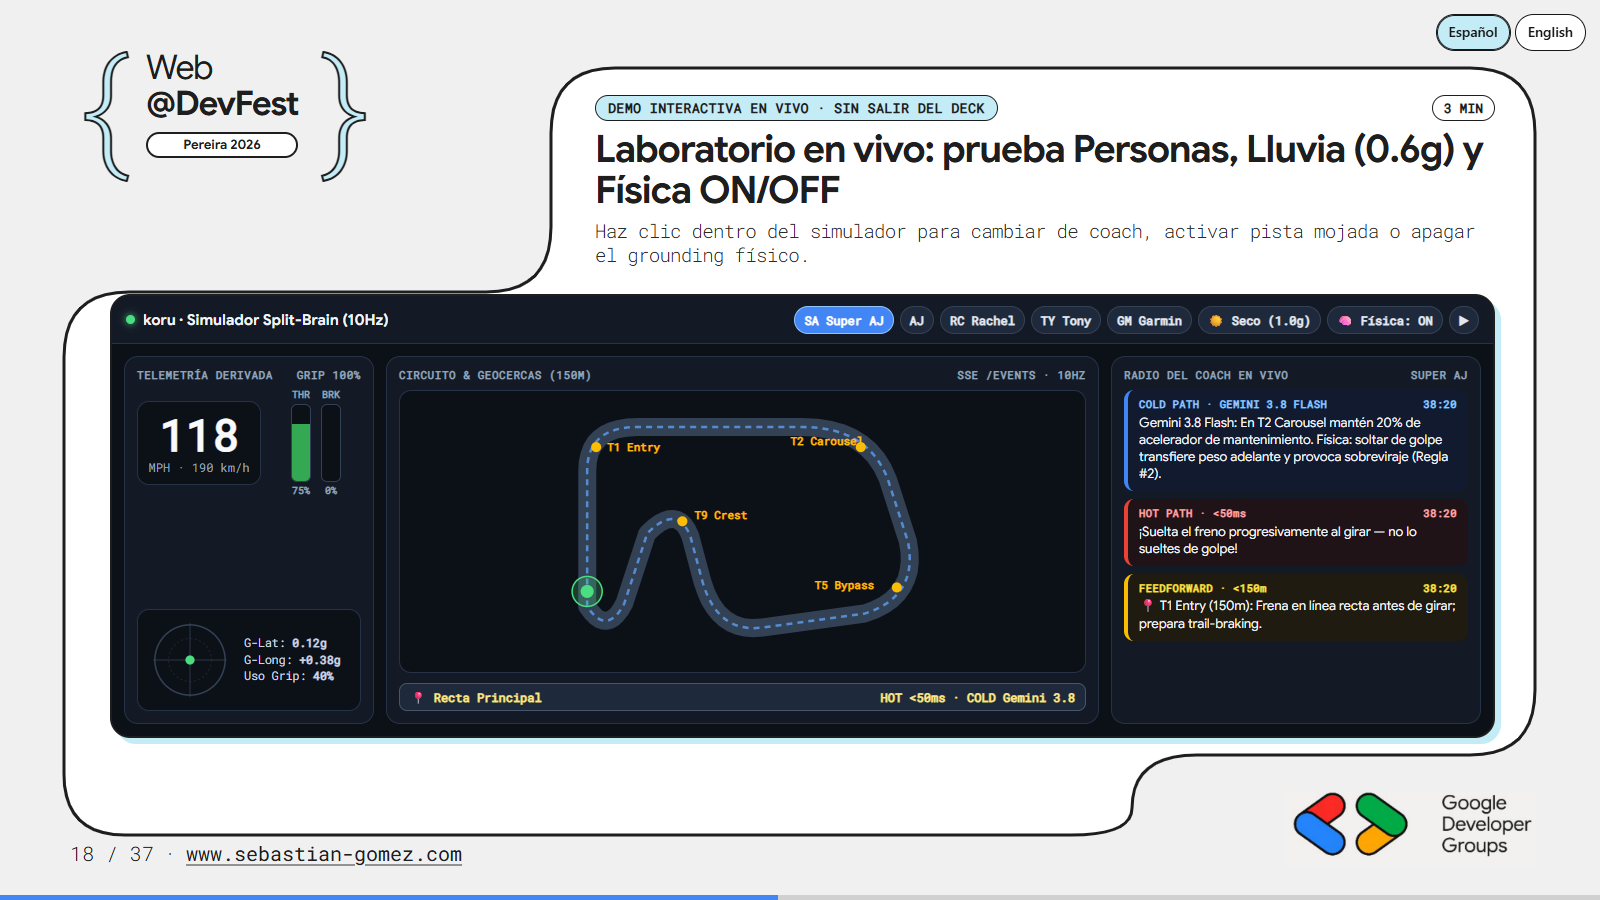 Español
English
Web
@DevFest
Pereira 2026
DEMO INTERACTIVA EN VIVO · SIN SALIR DEL DECK
3 MIN
Laboratorio en vivo: prueba Personas, Lluvia (0.6g) y
Física ON/OFF
Haz clic dentro del simulador para cambiar de coach, activar pista mojada o apagar
el grounding físico.
koru · Simulador Split-Brain (10Hz)
SA Super AJ
AJ
RC Rachel
TY Tony
GM Garmin
Seco (1.0g)
Física: ON
TELEMETRÍA DERIVADA
GRIP 100%
THR
BRK
118
MPH · 190 km/h
75%
0%
G-Lat: 0.12g
G-Long: +0.38g
Uso Grip: 40%
CIRCUITO & GEOCERCAS (150M)
SSE /EVENTS · 10HZ
T1 Entry
T2 Carousel
T9 Crest
T5 Bypass
Recta Principal
HOT <50ms · COLD Gemini 3.8
RADIO DEL COACH EN VIVO
SUPER AJ
COLD PATH · GEMINI 3.8 FLASH
38:20
Gemini 3.8 Flash: En T2 Carousel mantén 20% de
acelerador de mantenimiento. Física: soltar de golpe
transfiere peso adelante y provoca sobreviraje (Regla
#2).
HOT PATH · <50ms
38:20
¡Suelta el freno progresivamente al girar — no lo
sueltes de golpe!
FEEDFORWARD · <150m
38:20
T1 Entry (150m): Frena en línea recta antes de girar;
prepara trail-braking.
18 / 37 · www.sebastian-gomez.com
Google
Developer
Groups